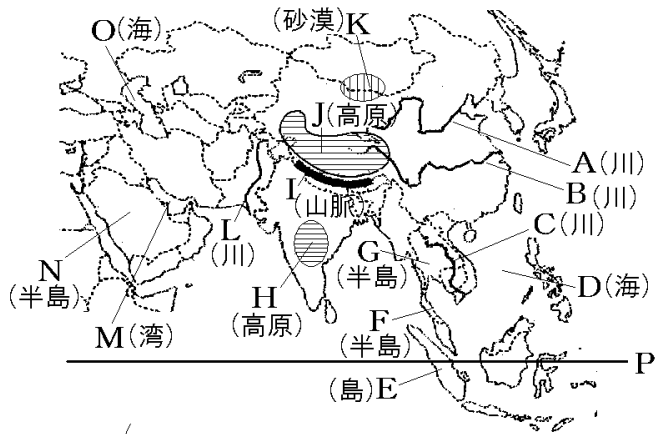 (砂漠)K
O(海)
J(高原)
A(川)
I
(山脈)
B(川)
L
(川)
C(川)
G
(半島)
N
(半島)
H
(高原)
D(海)
M(湾)
F
(半島)
P
(島)E